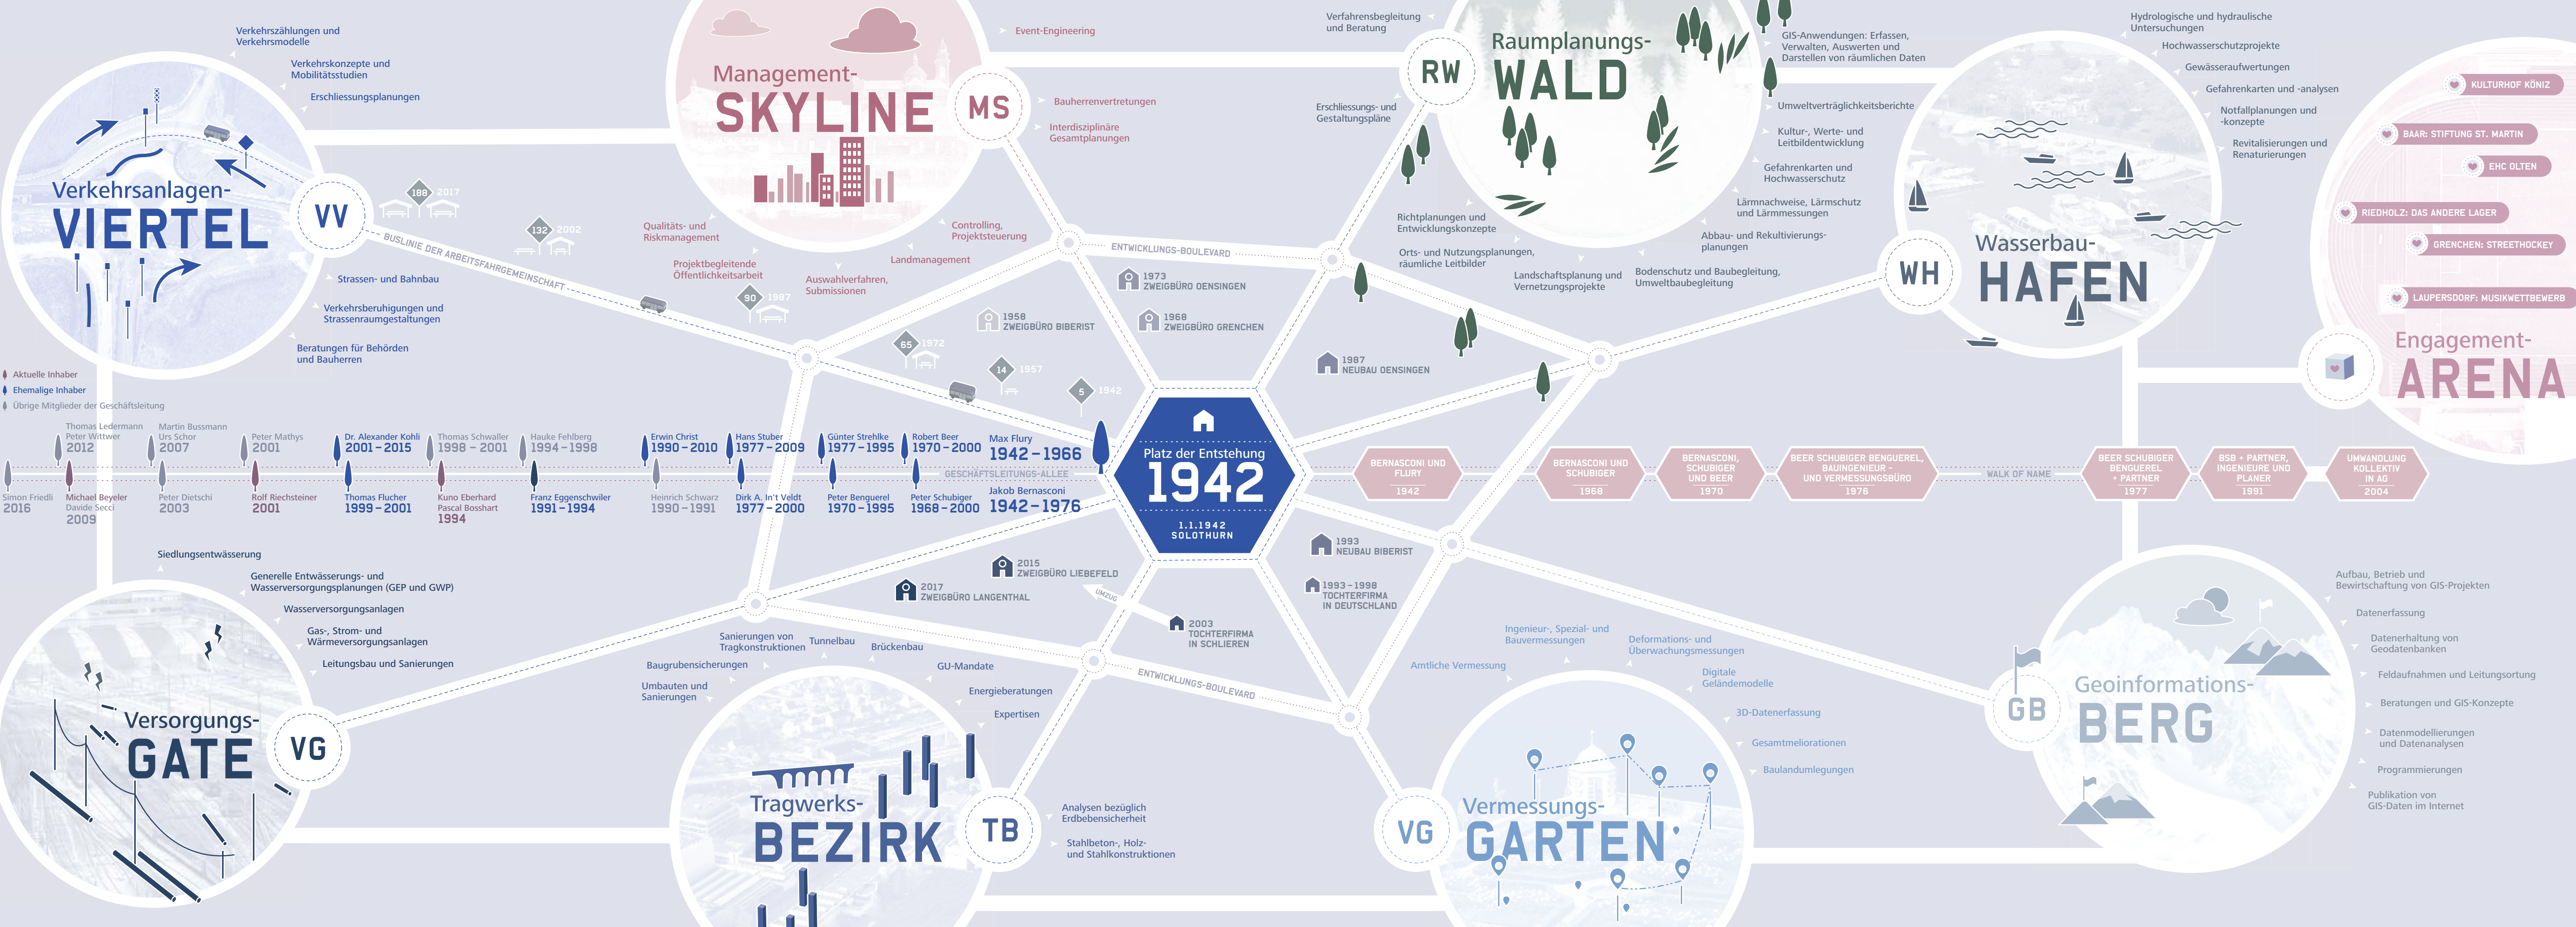 Verkehrszählungen und
Verkehrsmodelle
Verkehrskonzepte und
Mobilitätsstudien
Erschliessungsplanungen
Verkehrsanlagen-
VIERTEL
VV
Strassen- und Bahnbau
Verkehrsberuhigungen und
Strassenraumgestaltungen
Beratungen für Behörden
und Bauherren
BUSLINIE DER ARBEITSFAHRGEMEINSCHAFT
188 2017
132 2002
90 1987
65 1972
14 1957
5 1942
Management-
SKYLINE
MS
Event-Engineering
Bauherrenvertretungen
Interdisziplinäre
Gesamtplanungen
Qualitäts- und
Riskmanagement
Projektbegleitende
Öffentlichkeitsarbeit
Auswahlverfahren,
Submissionen
Landmanagement
Controlling,
Projektsteuerung
ENTWICKLUNGS-BOULEVARD
1973
ZWEIGBÜRO OENSINGEN
1958
ZWEIGBÜRO BIBERIST
1968
ZWEIGBÜRO GRENCHEN
1987
NEUBAU OENSINGEN
Verfahrensbegleitung
und Beratung
RW
Raumplanungs-
WALD
Erschliessungs- und
Gestaltungspläne
Richtplanungen und
Entwicklungskonzepte
Orts- und Nutzungsplanungen,
räumliche Leitbilder
Landschaftsplanung und
Vernetzungsprojekte
Bodenschutz und Baubegleitung,
Umweltbaubegleitung
Abbau- und Rekultivierungs-
planungen
Lärmnachweise, Lärmschutz
und Lärmmessungen
Gefahrenkarten und
Hochwasserschutz
Kultur-, Werte- und
Leitbildentwicklung
Umweltverträglichkeitsberichte
GIS-Anwendungen: Erfassen,
Verwalten, Auswerten und
Darstellen von räumlichen Daten
Hydrologische und hydraulische
Untersuchungen
Hochwasserschutzprojekte
Gewässeraufwertungen
Gefahrenkarten und -analysen
Notfallplanungen und
-konzepte
Revitalisierungen und
Renaturierungen
WH
Wasserbau-
HAFEN
KULTURHOF KÖNIZ
BAAR: STIFTUNG ST. MARTIN
EHC OLTEN
RIEDHOLZ: DAS ANDERE LAGER
GRENCHEN: STREETHOCKEY
LAUPERSDORF: MUSIKWETTBEWERB
Engagement-
ARENA
Aktuelle Inhaber
Ehemalige Inhaber
Übrige Mitglieder der Geschäftsleitung
Thomas Ledermann
Peter Wittwer
2012
Martin Bussmann
Urs Schor
2007
Peter Mathys
2001
Dr. Alexander Kohli
2001–2015
Thomas Schwaller
1998–2001
Hauke Fehlberg
1994–1998
Erwin Christ
1990–2010
Hans Stuber
1977–2009
Günter Strehlke
1977–1995
Robert Beer
1970–2000
Max Flury
1942–1966
GESCHÄFTSLEITUNGS-ALLEE
Simon Friedli
2016
Michael Beyeler
Davide Secci
2009
Peter Dietschi
2003
Rolf Riechsteiner
2001
Thomas Flucher
1999–2001
Kuno Eberhard
Pascal Bosshart
1994
Franz Eggenschwiler
1991–1994
Heinrich Schwarz
1990–1991
Dirk A. In't Veldt
1977–2000
Peter Benguerel
1970–1995
Peter Schubiger
1968–2000
Jakob Bernasconi
1942–1976
Platz der Entstehung
1942
1.1.1942
SOLOTHURN
BERNASCONI UND
FLURY
1942
BERNASCONI UND
SCHUBIGER
1968
BERNASCONI,
SCHUBIGER
UND BEER
1970
BEER SCHUBIGER BENGUEREL,
BAUINGENIEUR -
UND VERMESSUNGSBÜRO
1976
WALK OF NAME
BEER SCHUBIGER
BENGUEREL
+ PARTNER
1977
BSB + PARTNER,
INGENIEURE UND
PLANER
1991
UMWANDLUNG
KOLLEKTIV
IN AG
2004
Siedlungsentwässerung
Generelle Entwässerungs- und
Wasserversorgungsplanungen (GEP und GWP)
Wasserversorgungsanlagen
Gas-, Strom- und
Wärmeversorgungsanlagen
Leitungsbau und Sanierungen
Versorgungs-
GATE
VG
2015
ZWEIGBÜRO LIEBEFELD
2017
ZWEIGBÜRO LANGENTHAL
UMZUG
2003
TOCHTERFIRMA
IN SCHLIEREN
1993
NEUBAU BIBERIST
1993–1998
TOCHTERFIRMA
IN DEUTSCHLAND
ENTWICKLUNGS-BOULEVARD
Umbauten und
Sanierungen
Baugrubensicherungen
Sanierungen von
Tragkonstruktionen
Tunnelbau
Brückenbau
GU-Mandate
Energieberatungen
Expertisen
Tragwerks-
BEZIRK
TB
Analysen bezüglich
Erdbebensicherheit
Stahlbeton-, Holz-
und Stahlkonstruktionen
Amtliche Vermessung
Ingenieur-, Spezial- und
Bauvermessungen
Deformations- und
Überwachungsmessungen
Digitale
Geländemodelle
3D-Datenerfassung
Gesamtmeliorationen
Baulandumlegungen
VG
Vermessungs-
GARTEN
GB
Geoinformations-
BERG
Aufbau, Betrieb und
Bewirtschaftung von GIS-Projekten
Datenerfassung
Datenerhaltung von
Geodatenbanken
Feldaufnahmen und Leitungsortung
Beratungen und GIS-Konzepte
Datenmodellierungen
und Datenanalysen
Programmierungen
Publikation von
GIS-Daten im Internet